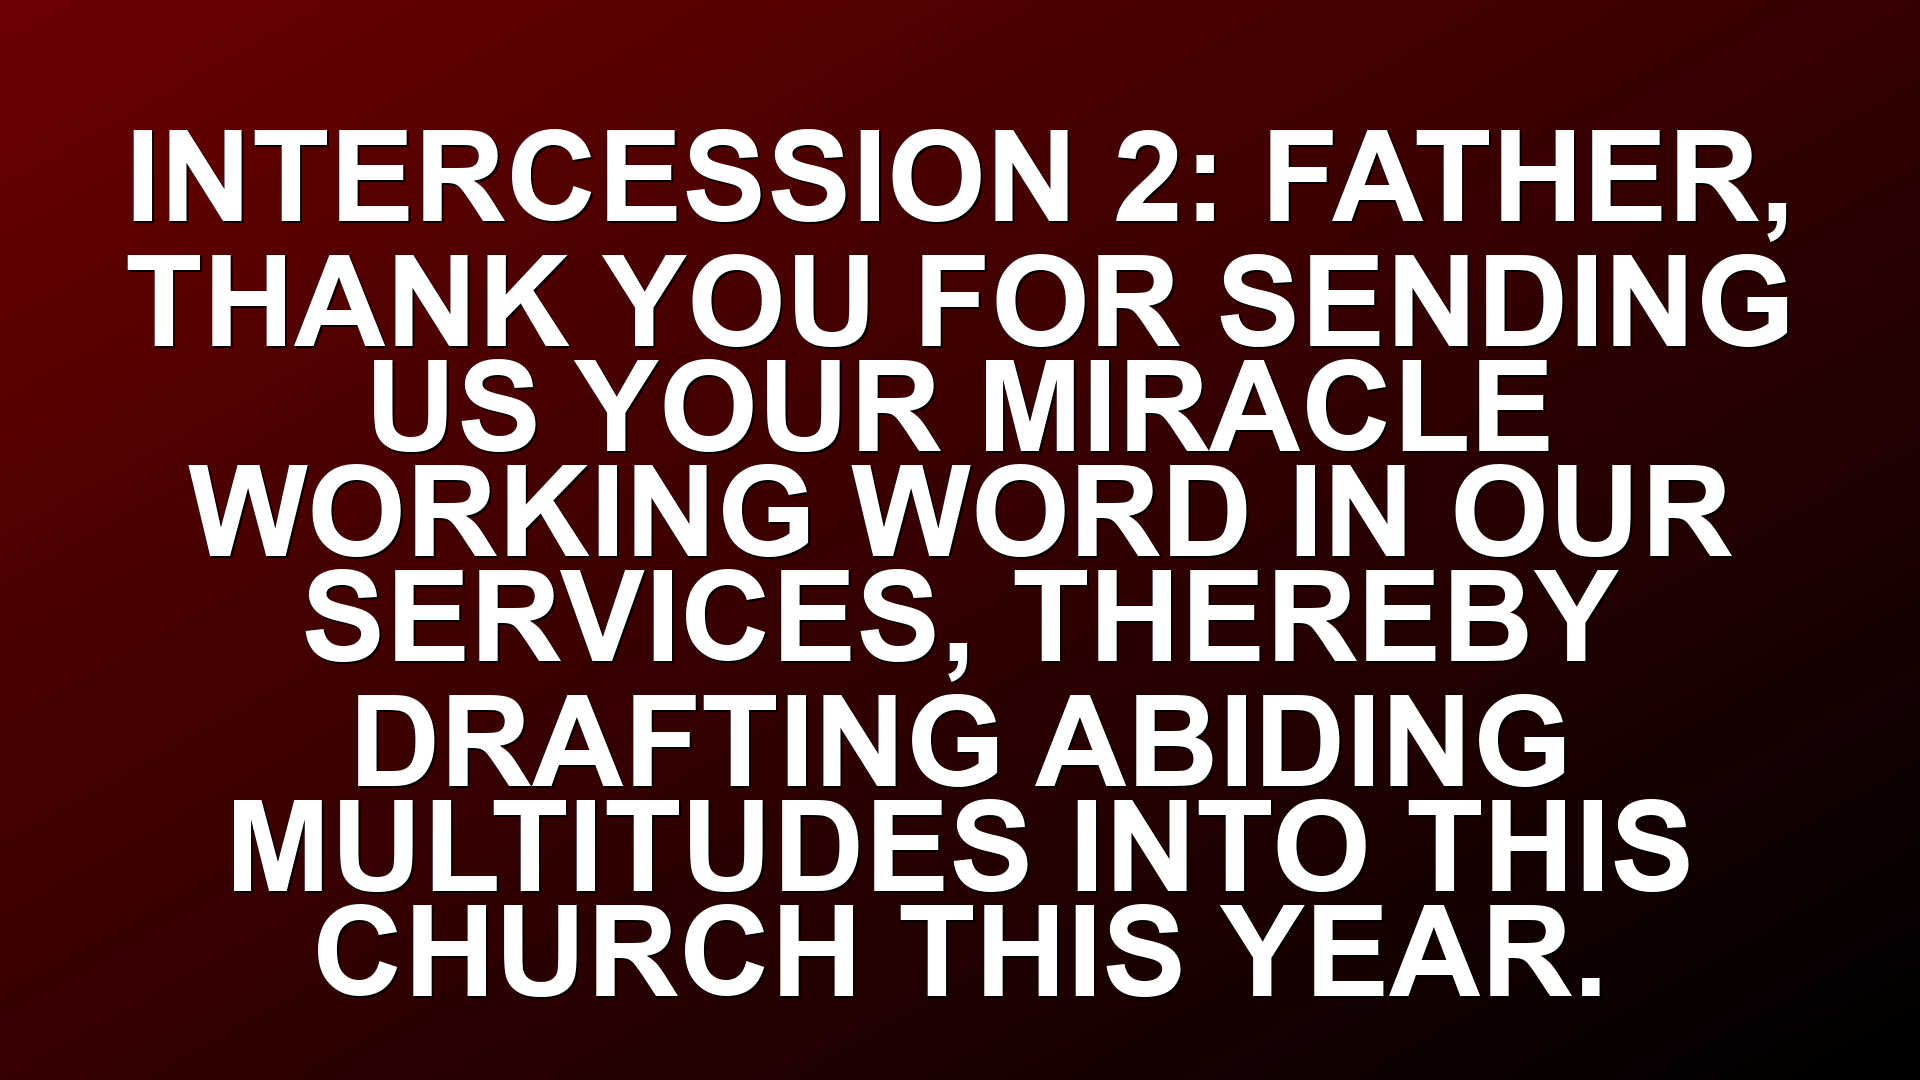 INTERCESSION 2: FATHER,
THANK YOU FOR SENDING
US YOUR MIRACLE
WORKING WORD IN OUR
SERVICES, THEREBY
DRAFTING ABIDING
MULTITUDES INTO THIS
CHURCH THIS YEAR.